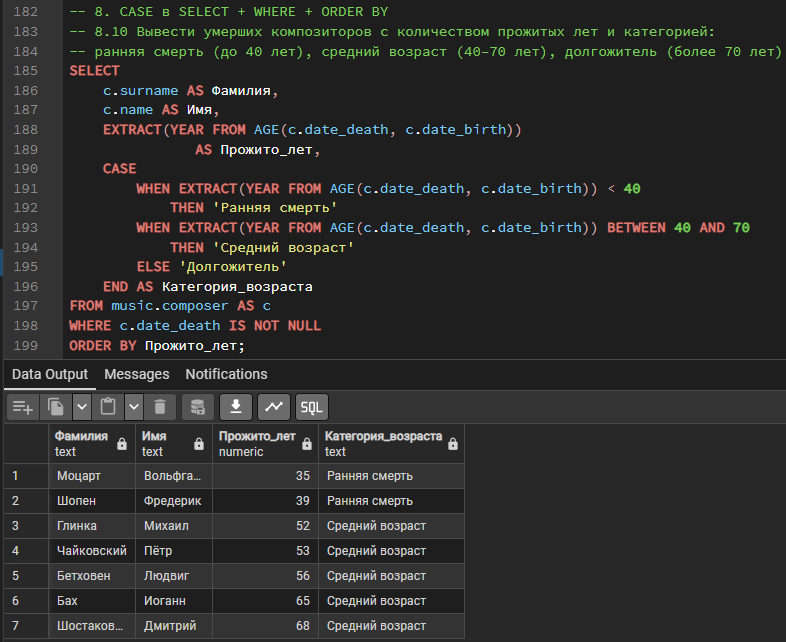 182 -- 8. CASE в SELECT + WHERE + ORDER BY
183 -- 8.10 Вывести умерших композиторов с количеством прожитых лет и категорией:
184 -- ранняя смерть (до 40 лет), средний возраст (40-70 лет), долгожитель (более 70 лет)
185 SELECT
186 c.surname AS Фамилия,
187 c.name AS Имя,
188 EXTRACT(YEAR FROM AGE(c.date_death, c.date_birth))
189 AS Прожито_лет,
190 CASE
191 WHEN EXTRACT(YEAR FROM AGE(c.date_death, c.date_birth)) < 40
192 THEN 'Ранняя смерть'
193 WHEN EXTRACT(YEAR FROM AGE(c.date_death, c.date_birth)) BETWEEN 40 AND 70
194 THEN 'Средний возраст'
195 ELSE 'Долгожитель'
196 END AS Категория_возраста
197 FROM music.composer AS c
198 WHERE c.date_death IS NOT NULL
199 ORDER BY Прожито_лет;
Data Output Messages Notifications
SQL
Фамилия Имя Прожито_лет Категория_возраста
text text numeric text
1 Моцарт Вольфга... 35 Ранняя смерть
2 Шопен Фредерик 39 Ранняя смерть
3 Глинка Михаил 52 Средний возраст
4 Чайковский Пётр 53 Средний возраст
5 Бетховен Людвиг 56 Средний возраст
6 Бах Иоганн 65 Средний возраст
7 Шостаков... Дмитрий 68 Средний возраст